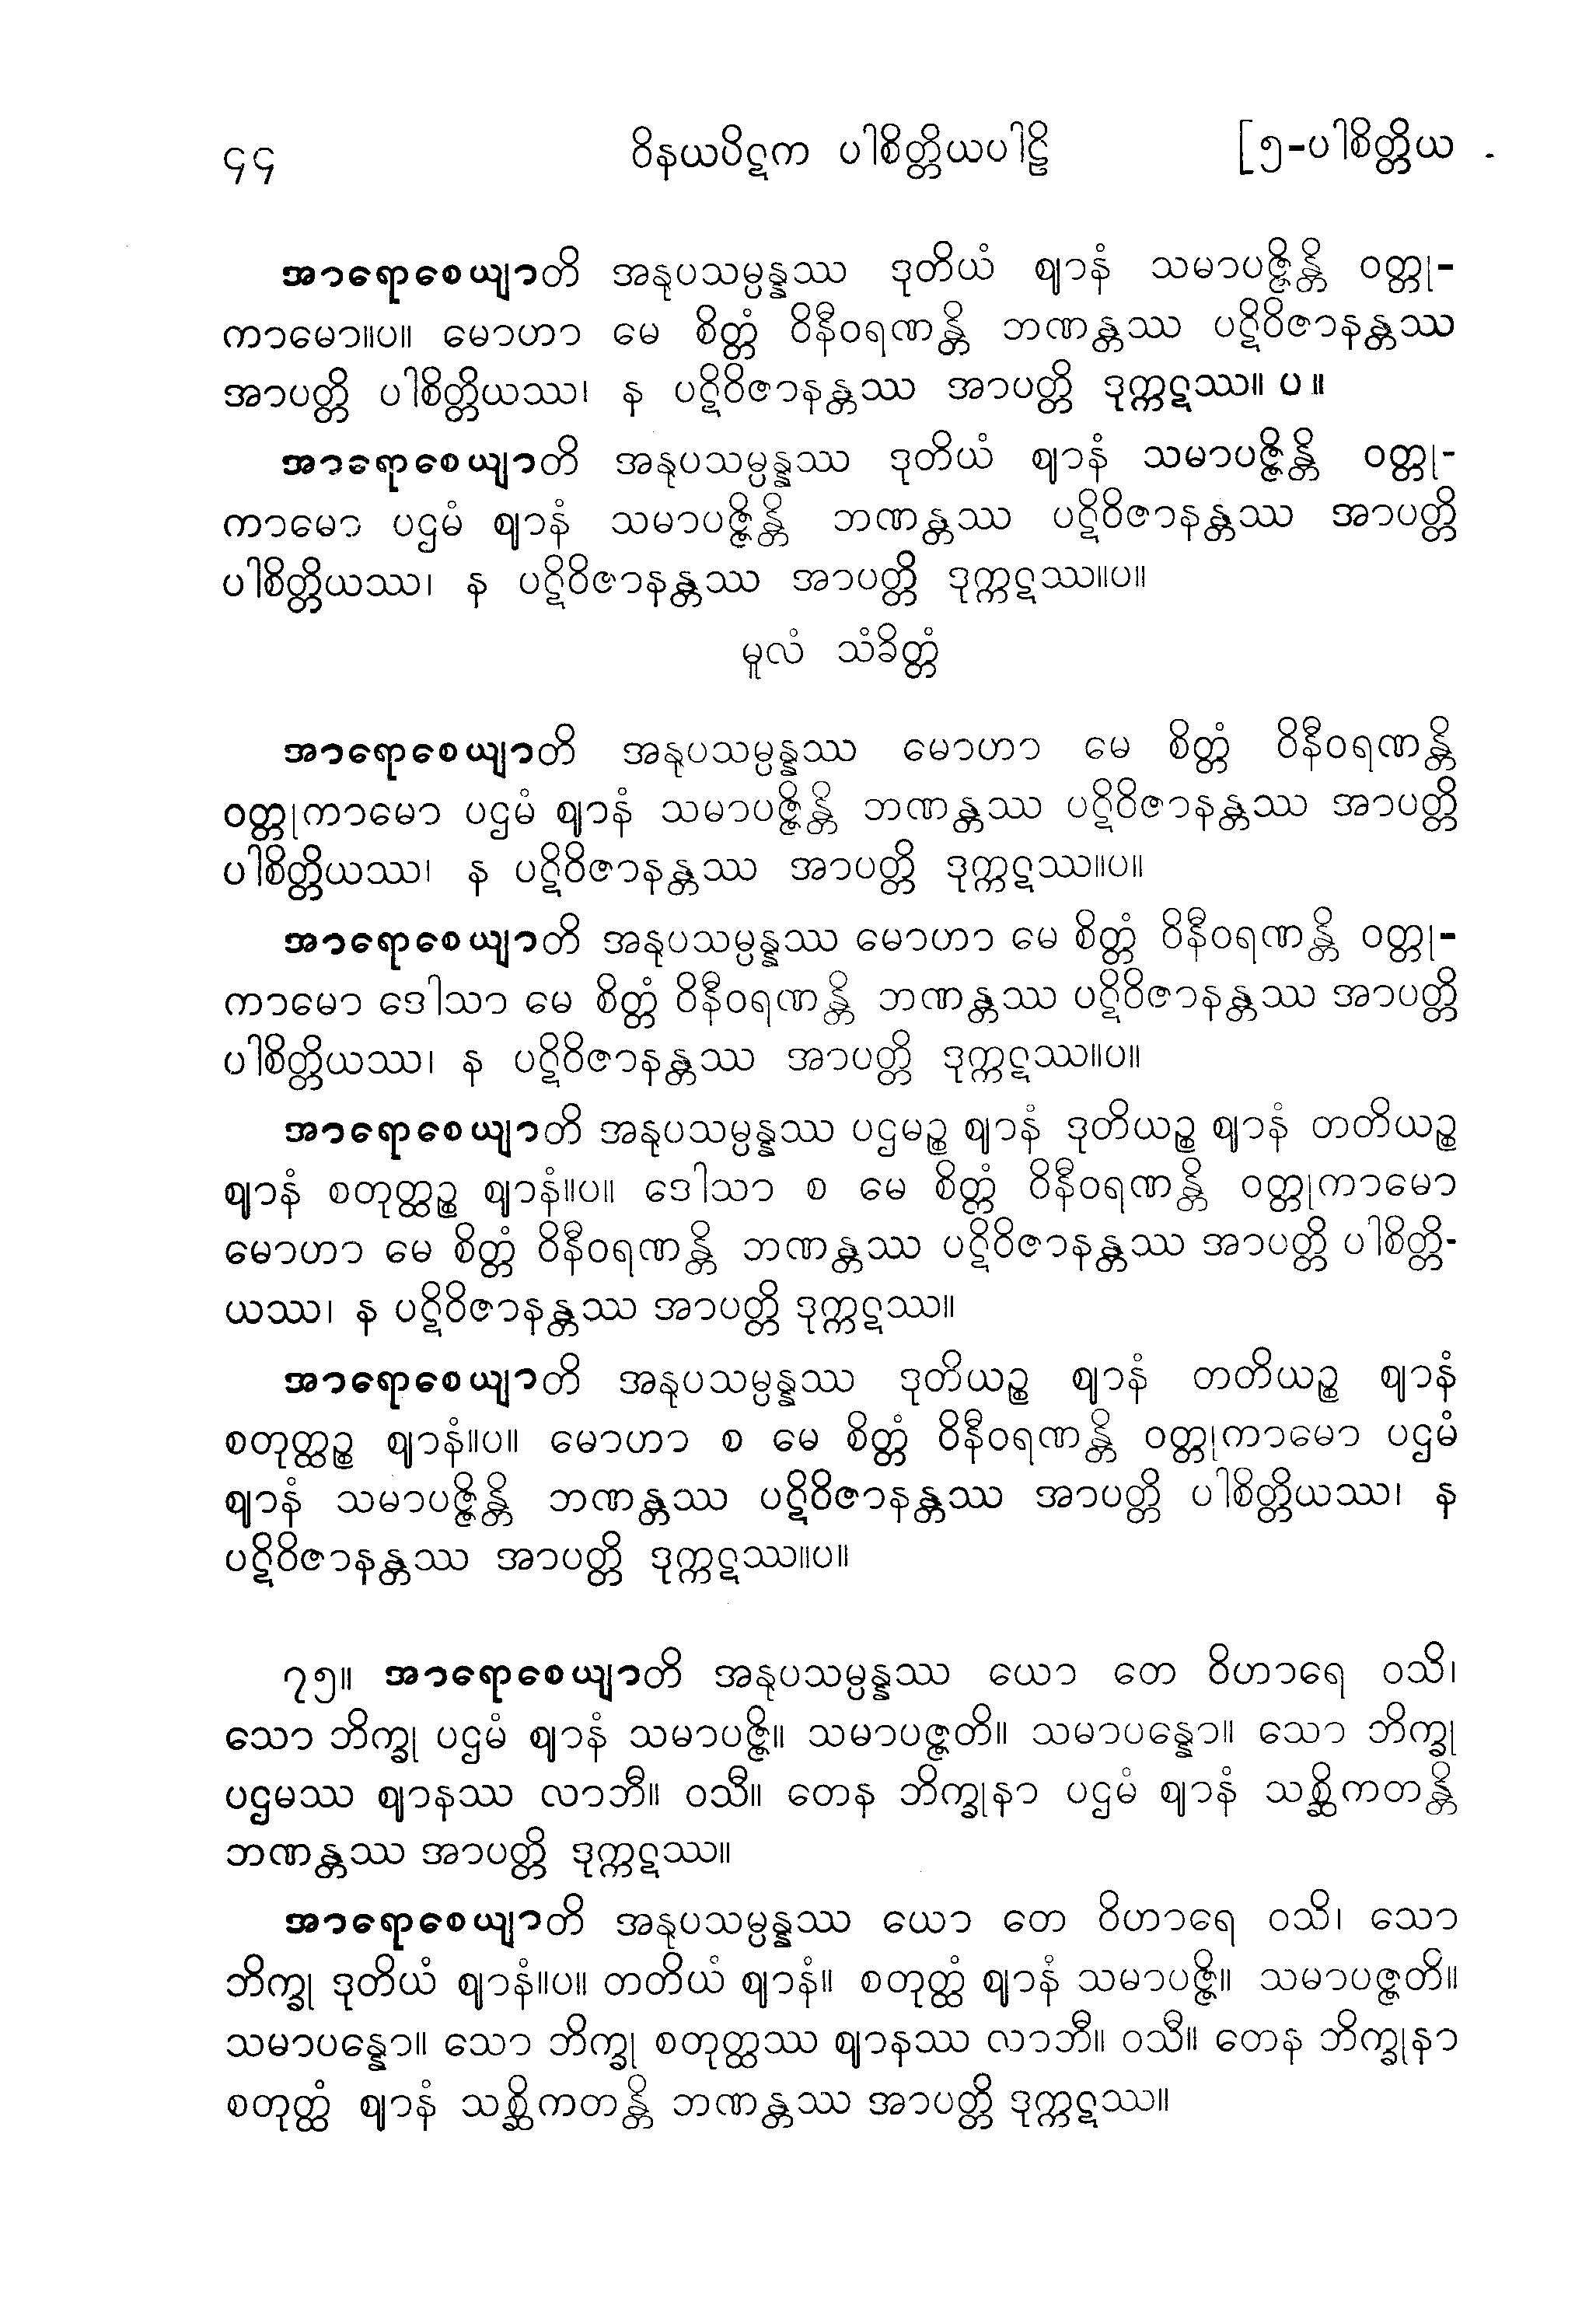 ၄၄ ဝိနယပိဋက ပါစိတ္တိယပါဠိ [၅-ပါစိတ္တိယ
အာရောစေယျာတိ အနုပသမ္ပန္နဿ ဒုတိယံ ဈာနံ သမာပဇ္ဇိန္တိ ဝတ္တု-
ကာမော။ပ။ မောဟာ မေ စိတ္တံ ဝိနီဝရဏန္တိ ဘဏန္တဿ ပဋိဝိဇာနန္တဿ
အာပတ္တိ ပါစိတ္တိယဿ၊ န ပဋိဝိဇာနန္တဿ အာပတ္တိ ဒုက္ကဋဿ။ ပ ။
အာရောစေယျာတိ အနုပသမ္ပန္နဿ ဒုတိယံ ဈာနံ သမာပဇ္ဇိန္တိ ဝတ္တု-
ကာမော ပဌမံ ဈာနံ သမာပဇ္ဇိန္တိ ဘဏန္တဿ ပဋိဝိဇာနန္တဿ အာပတ္တိ
ပါစိတ္တိယဿ၊ န ပဋိဝိဇာနန္တဿ အာပတ္တိ ဒုက္ကဋဿ။ပ။
မူလံ သံခိတ္တံ
အာရောစေယျာတိ အနုပသမ္ပန္နဿ မောဟာ မေ စိတ္တံ ဝိနီဝရဏန္တိ
ဝတ္တုကာမော ပဌမံ ဈာနံ သမာပဇ္ဇိန္တိ ဘဏန္တဿ ပဋိဝိဇာနန္တဿ အာပတ္တိ
ပါစိတ္တိယဿ၊ န ပဋိဝိဇာနန္တဿ အာပတ္တိ ဒုက္ကဋဿ။ပ။
အာရောစေယျာတိ အနုပသမ္ပန္နဿ မောဟာ မေ စိတ္တံ ဝိနီဝရဏန္တိ ဝတ္တု-
ကာမော ဒေါသာ မေ စိတ္တံ ဝိနီဝရဏန္တိ ဘဏန္တဿ ပဋိဝိဇာနန္တဿ အာပတ္တိ
ပါစိတ္တိယဿ၊ န ပဋိဝိဇာနန္တဿ အာပတ္တိ ဒုက္ကဋဿ။ပ။
အာရောစေယျာတိ အနုပသမ္ပန္နဿ ပဌမဉ္စ ဈာနံ ဒုတိယဉ္စ ဈာနံ တတိယဉ္စ
ဈာနံ စတုတ္ထဉ္စ ဈာနံ။ပ။ ဒေါသာ စ မေ စိတ္တံ ဝိနီဝရဏန္တိ ဝတ္တုကာမော
မောဟာ မေ စိတ္တံ ဝိနီဝရဏန္တိ ဘဏန္တဿ ပဋိဝိဇာနန္တဿ အာပတ္တိ ပါစိတ္တိ-
ယဿ၊ န ပဋိဝိဇာနန္တဿ အာပတ္တိ ဒုက္ကဋဿ။
အာရောစေယျာတိ အနုပသမ္ပန္နဿ ဒုတိယဉ္စ ဈာနံ တတိယဉ္စ ဈာနံ
စတုတ္ထဉ္စ ဈာနံ။ပ။ မောဟာ စ မေ စိတ္တံ ဝိနီဝရဏန္တိ ဝတ္တုကာမော ပဌမံ
ဈာနံ သမာပဇ္ဇိန္တိ ဘဏန္တဿ ပဋိဝိဇာနန္တဿ အာပတ္တိ ပါစိတ္တိယဿ၊ န
ပဋိဝိဇာနန္တဿ အာပတ္တိ ဒုက္ကဋဿ။ပ။
၇၅။ အာရောစေယျာတိ အနုပသမ္ပန္နဿ ယော တေ ဝိဟာရေ ဝသိ၊
သော ဘိက္ခု ပဌမံ ဈာနံ သမာပဇ္ဇိ။ သမာပဇ္ဇတိ။ သမာပန္နော။ သော ဘိက္ခု
ပဌမဿ ဈာနဿ လာဘီ။ ဝသီ။ တေန ဘိက္ခုနာ ပဌမံ ဈာနံ သစ္ဆိကတန္တိ
ဘဏန္တဿ အာပတ္တိ ဒုက္ကဋဿ။
အာရောစေယျာတိ အနုပသမ္ပန္နဿ ယော တေ ဝိဟာရေ ဝသိ၊ သော
ဘိက္ခု ဒုတိယံ ဈာနံ။ပ။ တတိယံ ဈာနံ။ စတုတ္ထံ ဈာနံ သမာပဇ္ဇိ။ သမာပဇ္ဇတိ။
သမာပန္နော။ သော ဘိက္ခု စတုတ္ထဿ ဈာနဿ လာဘီ။ ဝသီ။ တေန ဘိက္ခုနာ
စတုတ္ထံ ဈာနံ သစ္ဆိကတန္တိ ဘဏန္တဿ အာပတ္တိ ဒုက္ကဋဿ။